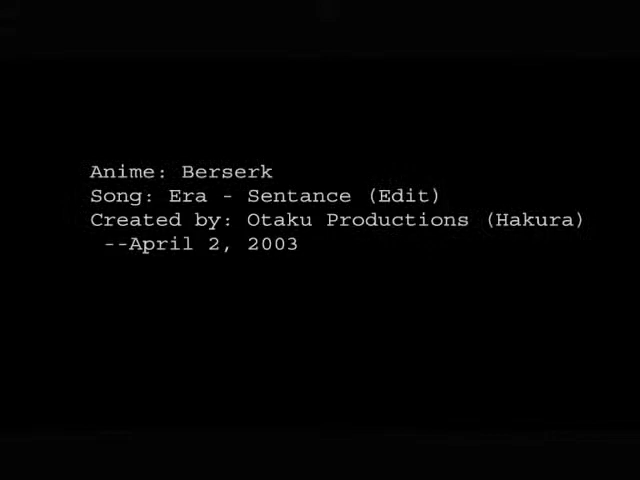 Anime: Berserk
Song: Era - Sentance (Edit)
Created by: Otaku Productions (Hakura)
--April 2, 2003